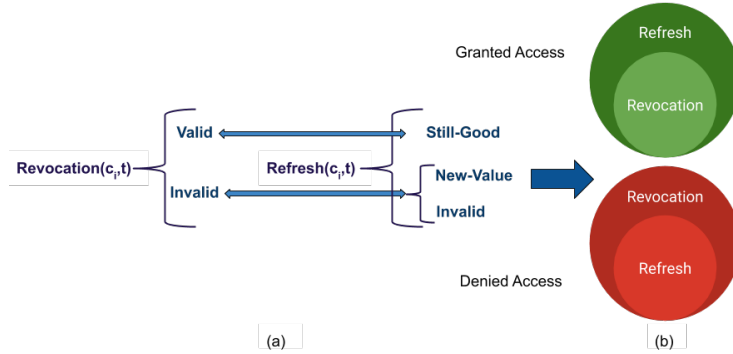 Granted Access
Refresh
Revocation
Valid
Still-Good
Revocation(cᵢ,t)
Refresh(cᵢ,t)
New-Value
Invalid
Invalid
Revocation
Refresh
Denied Access
(a)
(b)